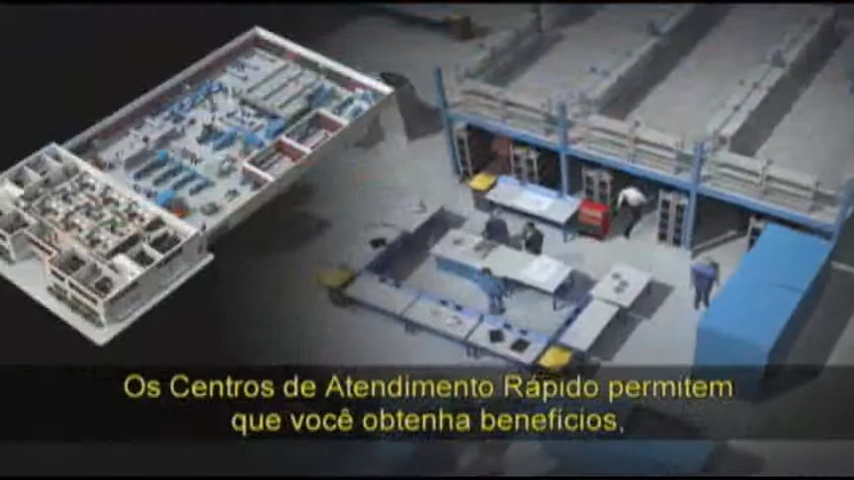 Os Centros de Atendimento Rápido permitem
que você obtenha benefícios,